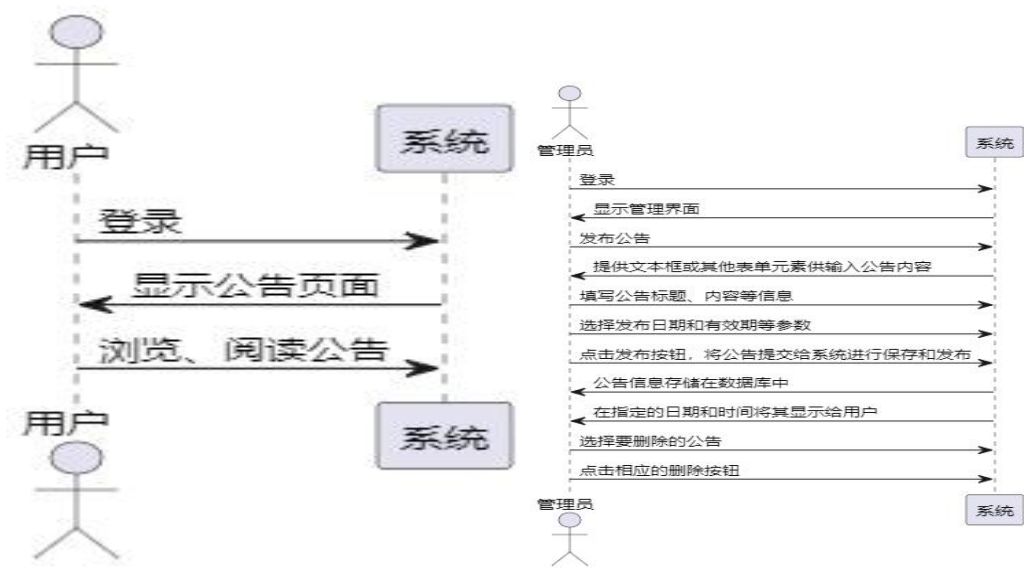 用户
系统
登录
显示公告页面
浏览、阅读公告
用户
系统
管理员
系统
登录
显示管理界面
发布公告
提供文本框或其他表单元素供输入公告内容
填写公告标题、内容等信息
选择发布日期和有效期等参数
点击发布按钮，将公告提交给系统进行保存和发布
公告信息存储在数据库中
在指定的日期和时间将其显示给用户
选择要删除的公告
点击相应的删除按钮
管理员
系统